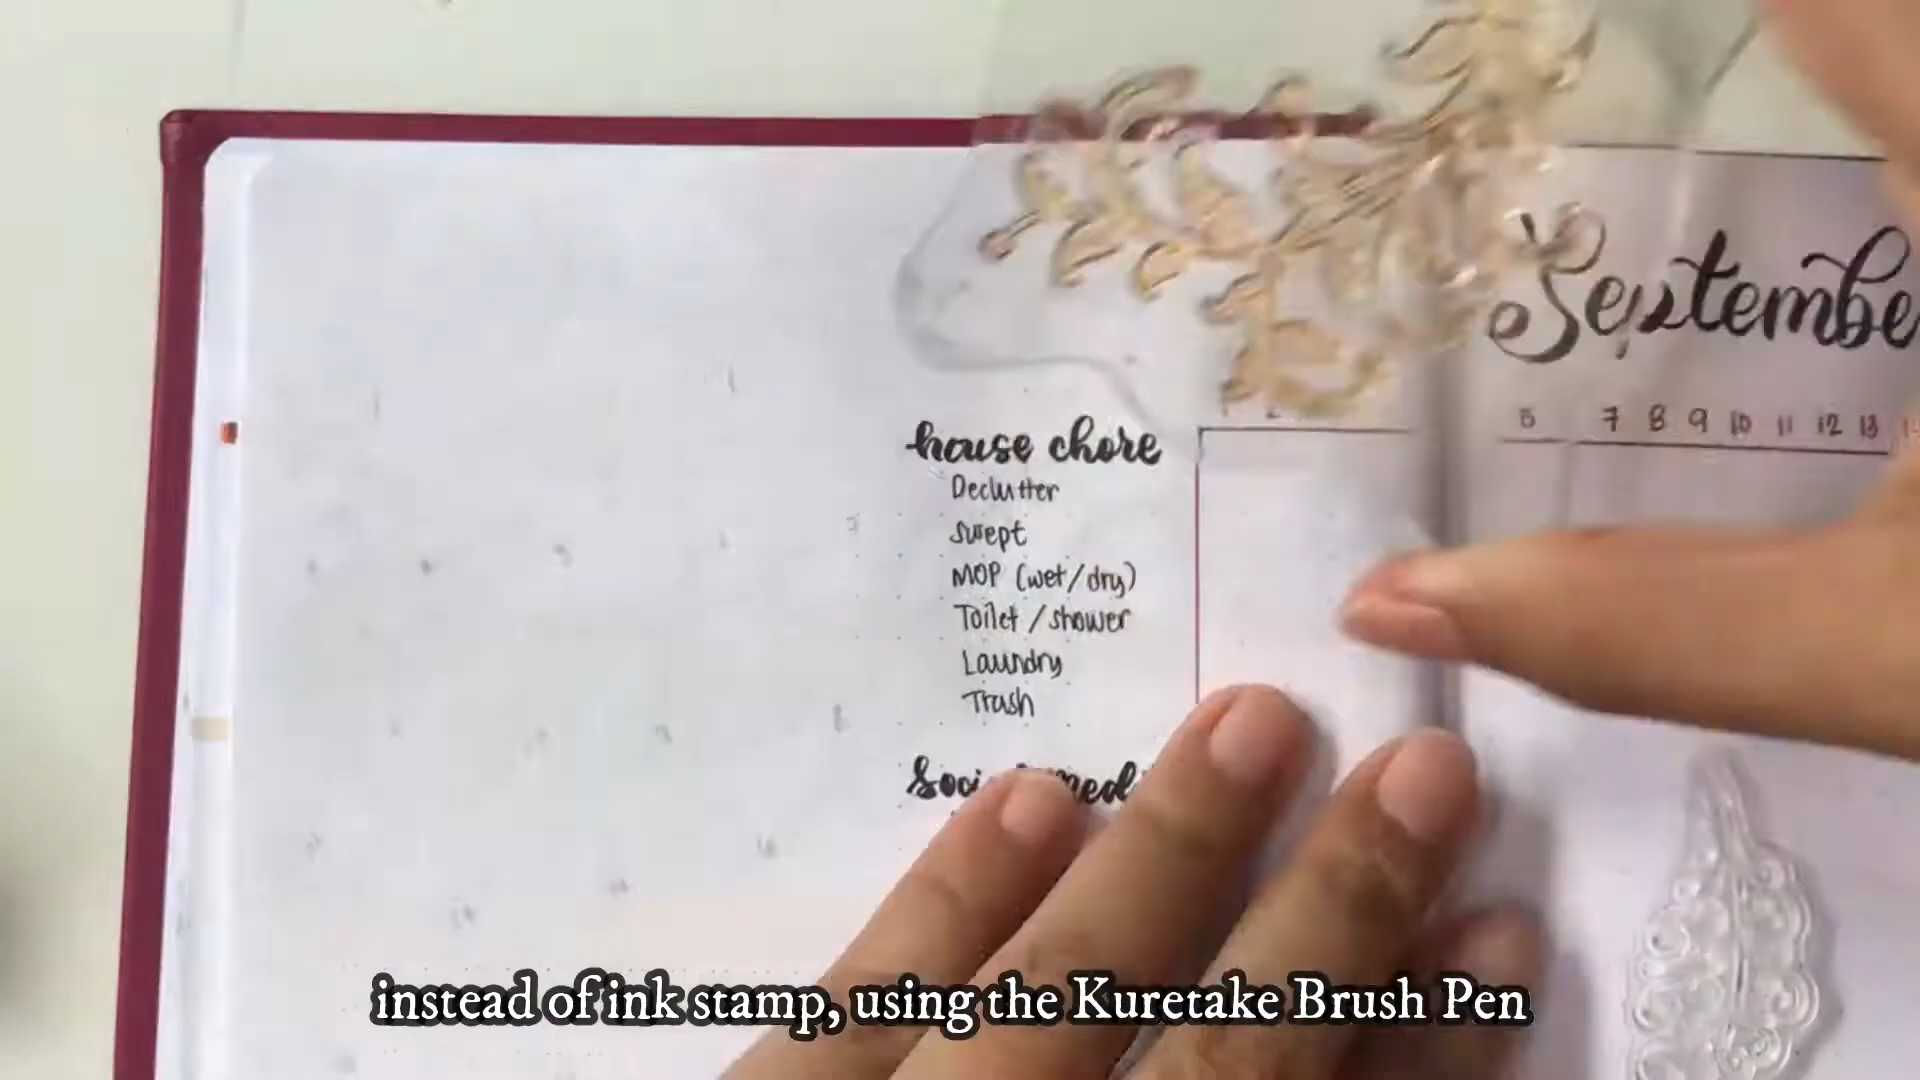 Septembe
5 7 8 9 10 11 12 13
house chore
Declutter
swept
MOP (wet/dry)
Toilet / shower
Laundry
Trash
instead of ink stamp, using the Kuretake Brush Pen